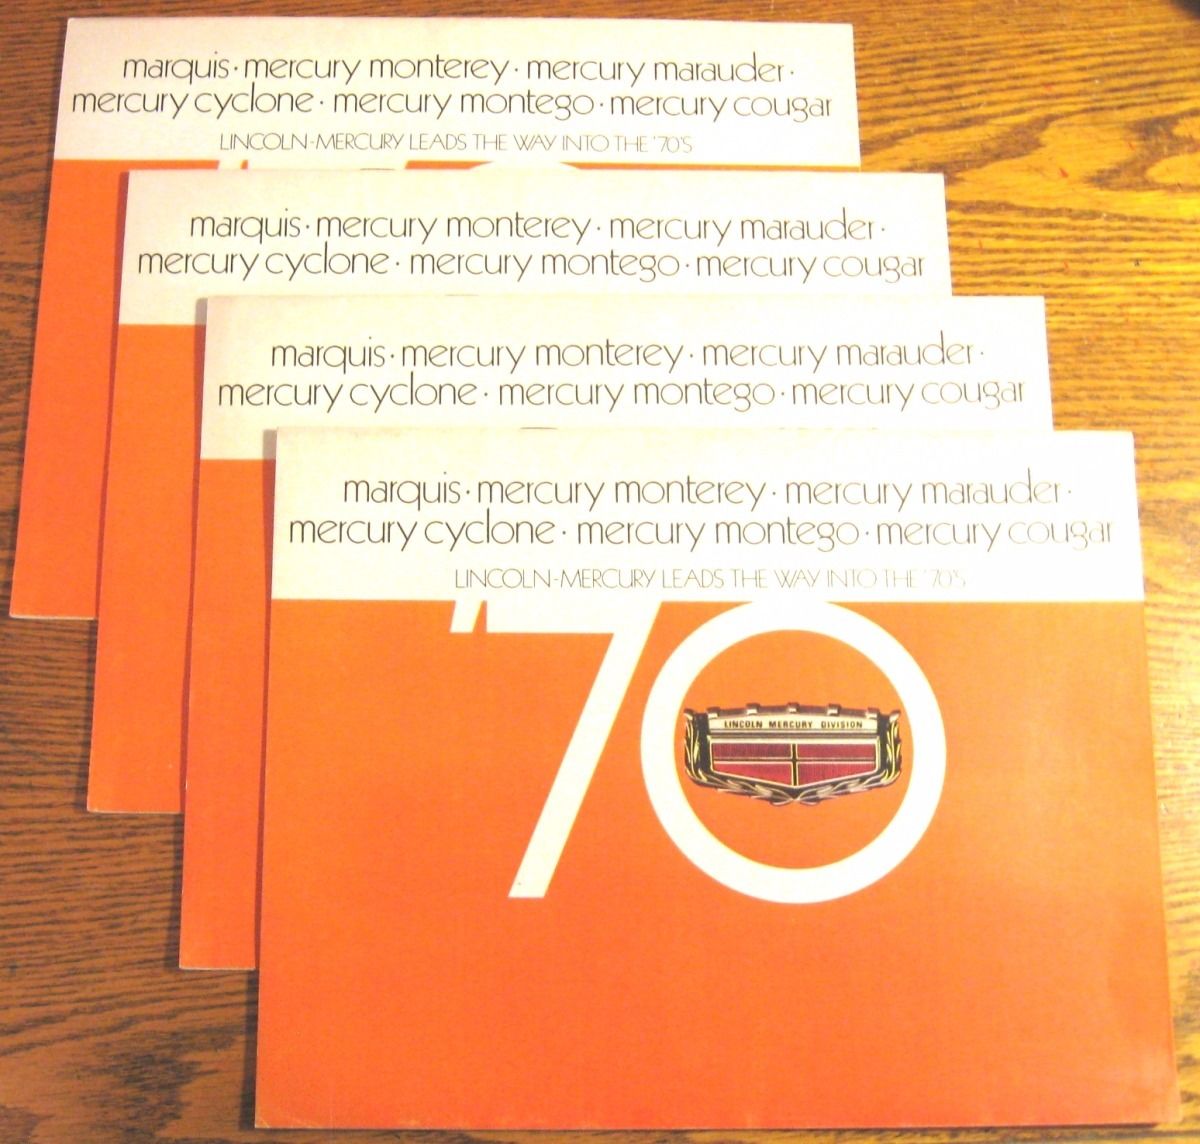 marquis · mercury monterey · mercury marauder ·
mercury cyclone · mercury montego · mercury cougar
LINCOLN-MERCURY LEADS THE WAY INTO THE '70'S
marquis · mercury monterey · mercury marauder ·
mercury cyclone · mercury montego · mercury cougar
marquis · mercury monterey · mercury marauder ·
mercury cyclone · mercury montego · mercury cougar
marquis · mercury monterey · mercury marauder ·
mercury cyclone · mercury montego · mercury cougar
LINCOLN-MERCURY LEADS THE WAY INTO THE '70'S
'70
LINCOLN MERCURY DIVISION